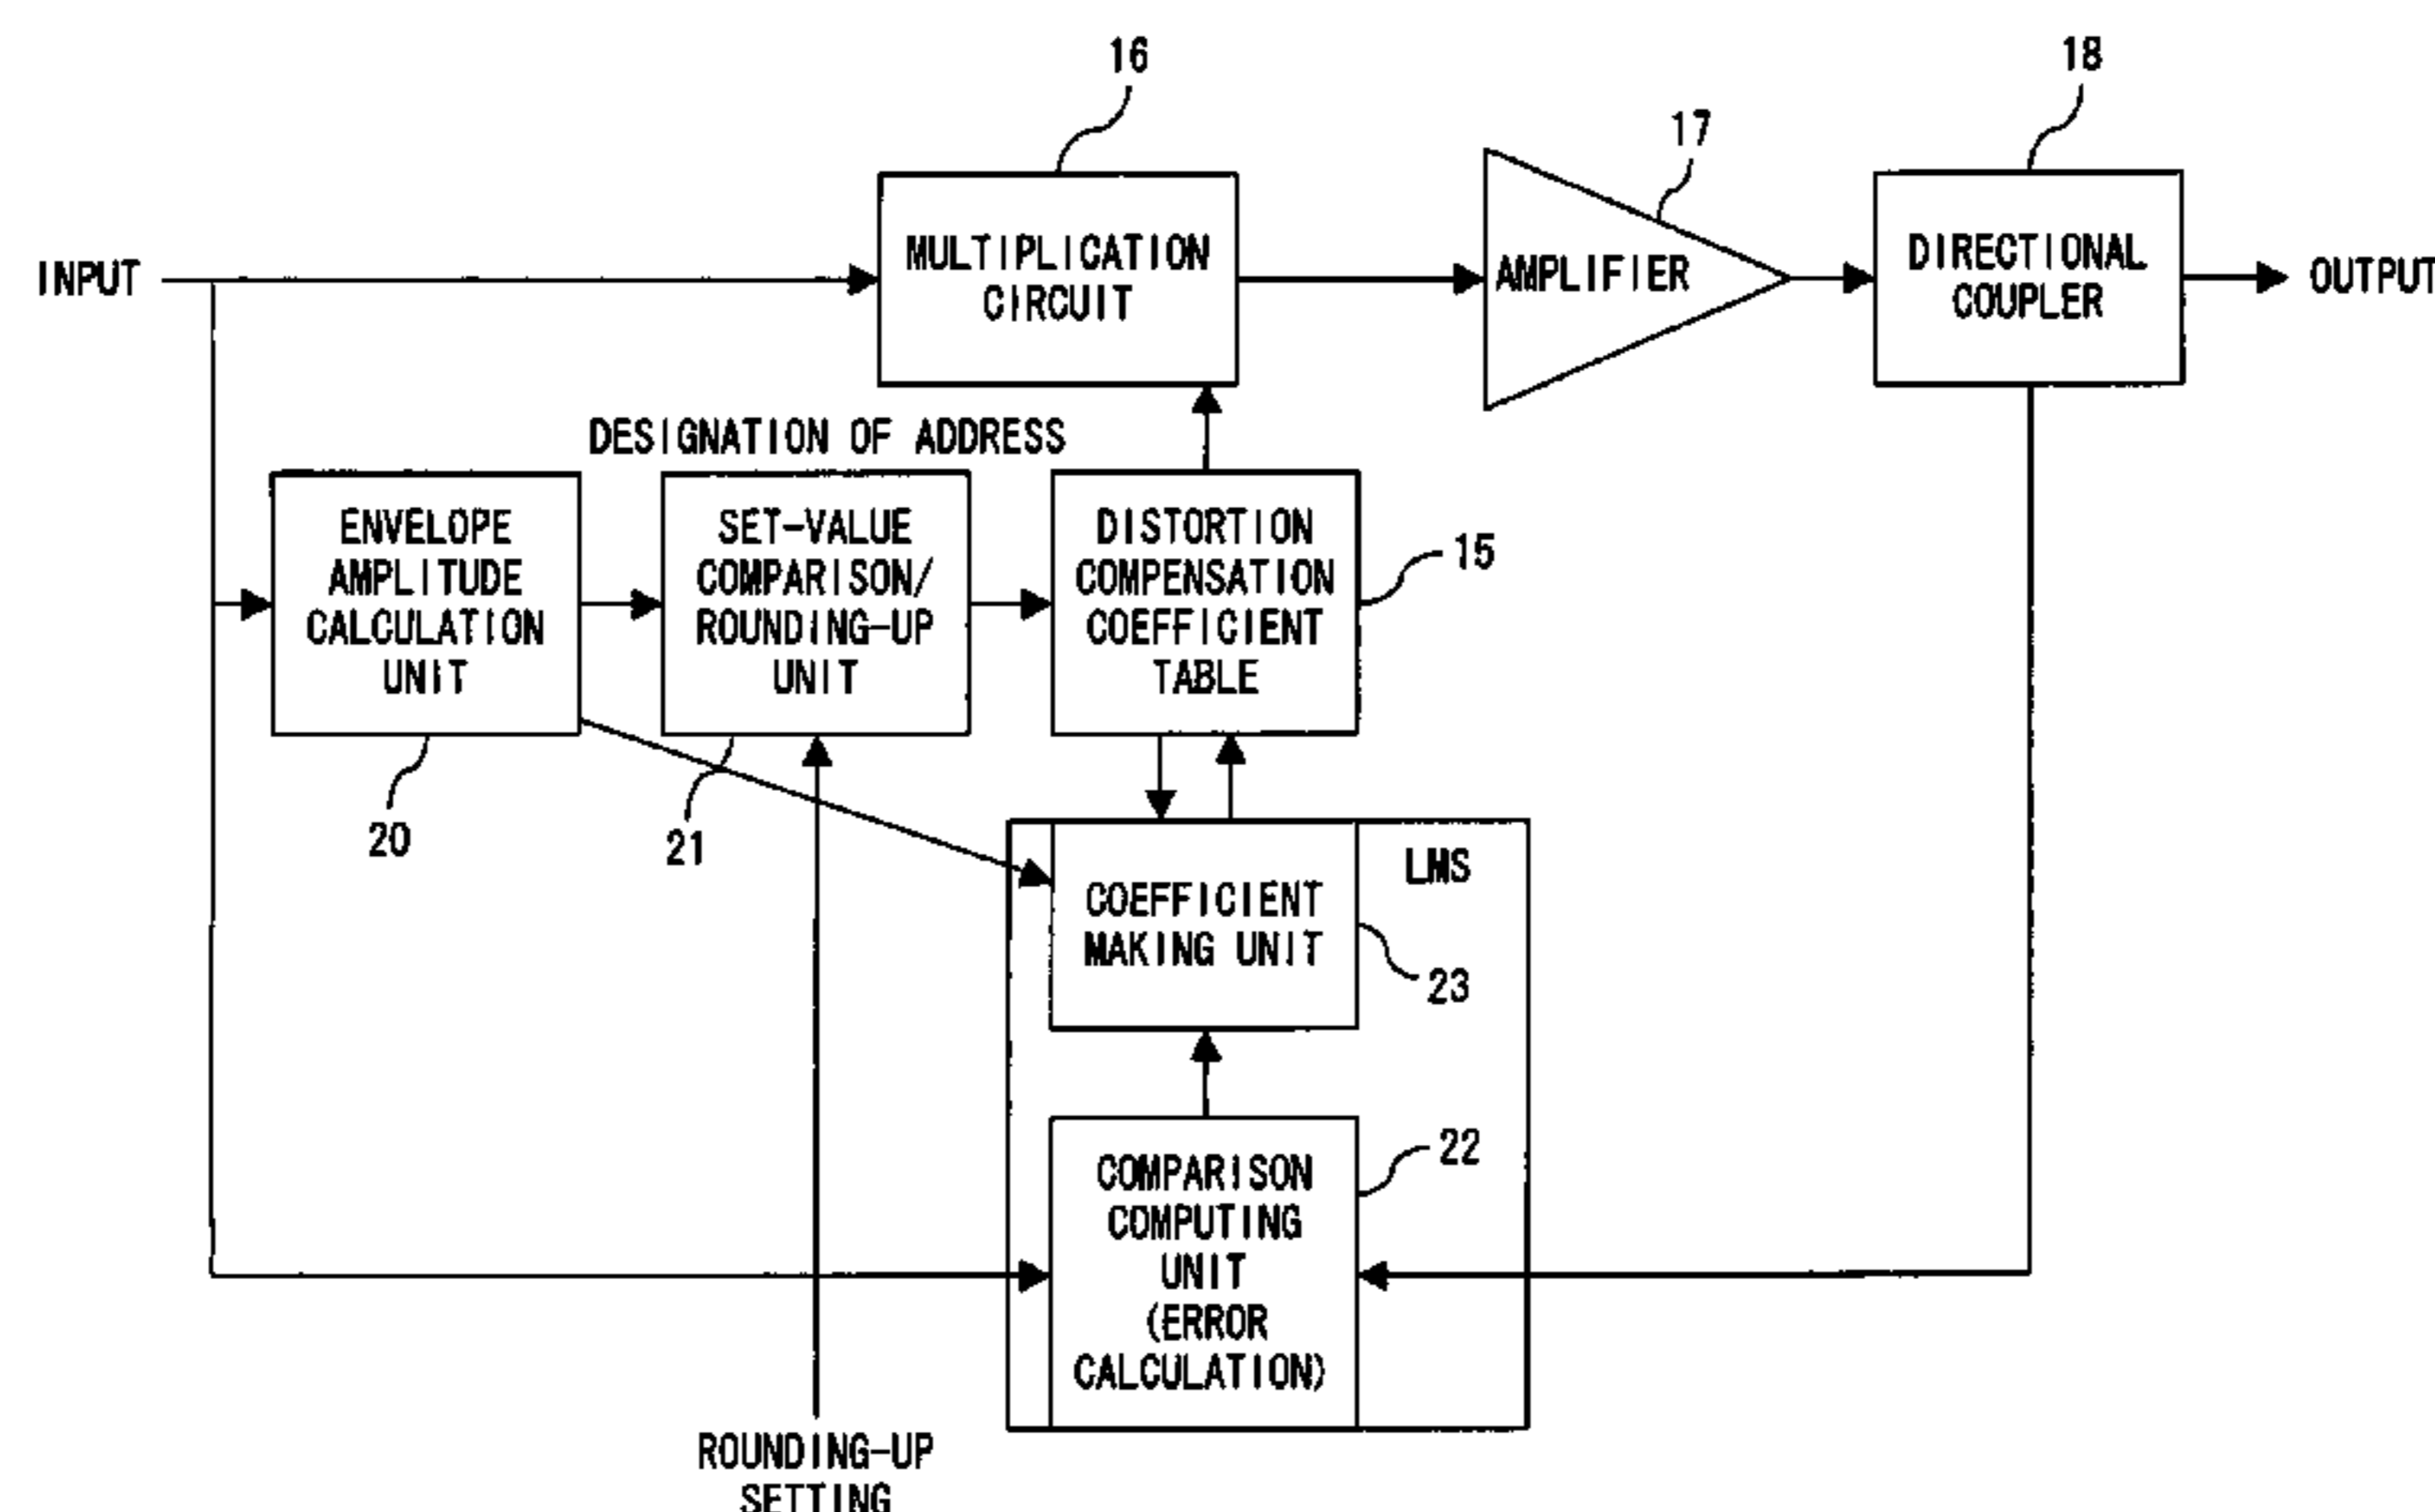 16
18
17
INPUT
MULTIPLICATION
CIRCUIT
AMPLIFIER
DIRECTIONAL
COUPLER
OUTPUT
DESIGNATION OF ADDRESS
ENVELOPE
AMPLITUDE
CALCULATION
UNIT
SET-VALUE
COMPARISON/
ROUNDING-UP
UNIT
DISTORTION
COMPENSATION
COEFFICIENT
TABLE
15
20
21
LMS
COEFFICIENT
MAKING UNIT
23
22
COMPARISON
COMPUTING
UNIT
(ERROR
CALCULATION)
ROUNDING-UP
SETTING